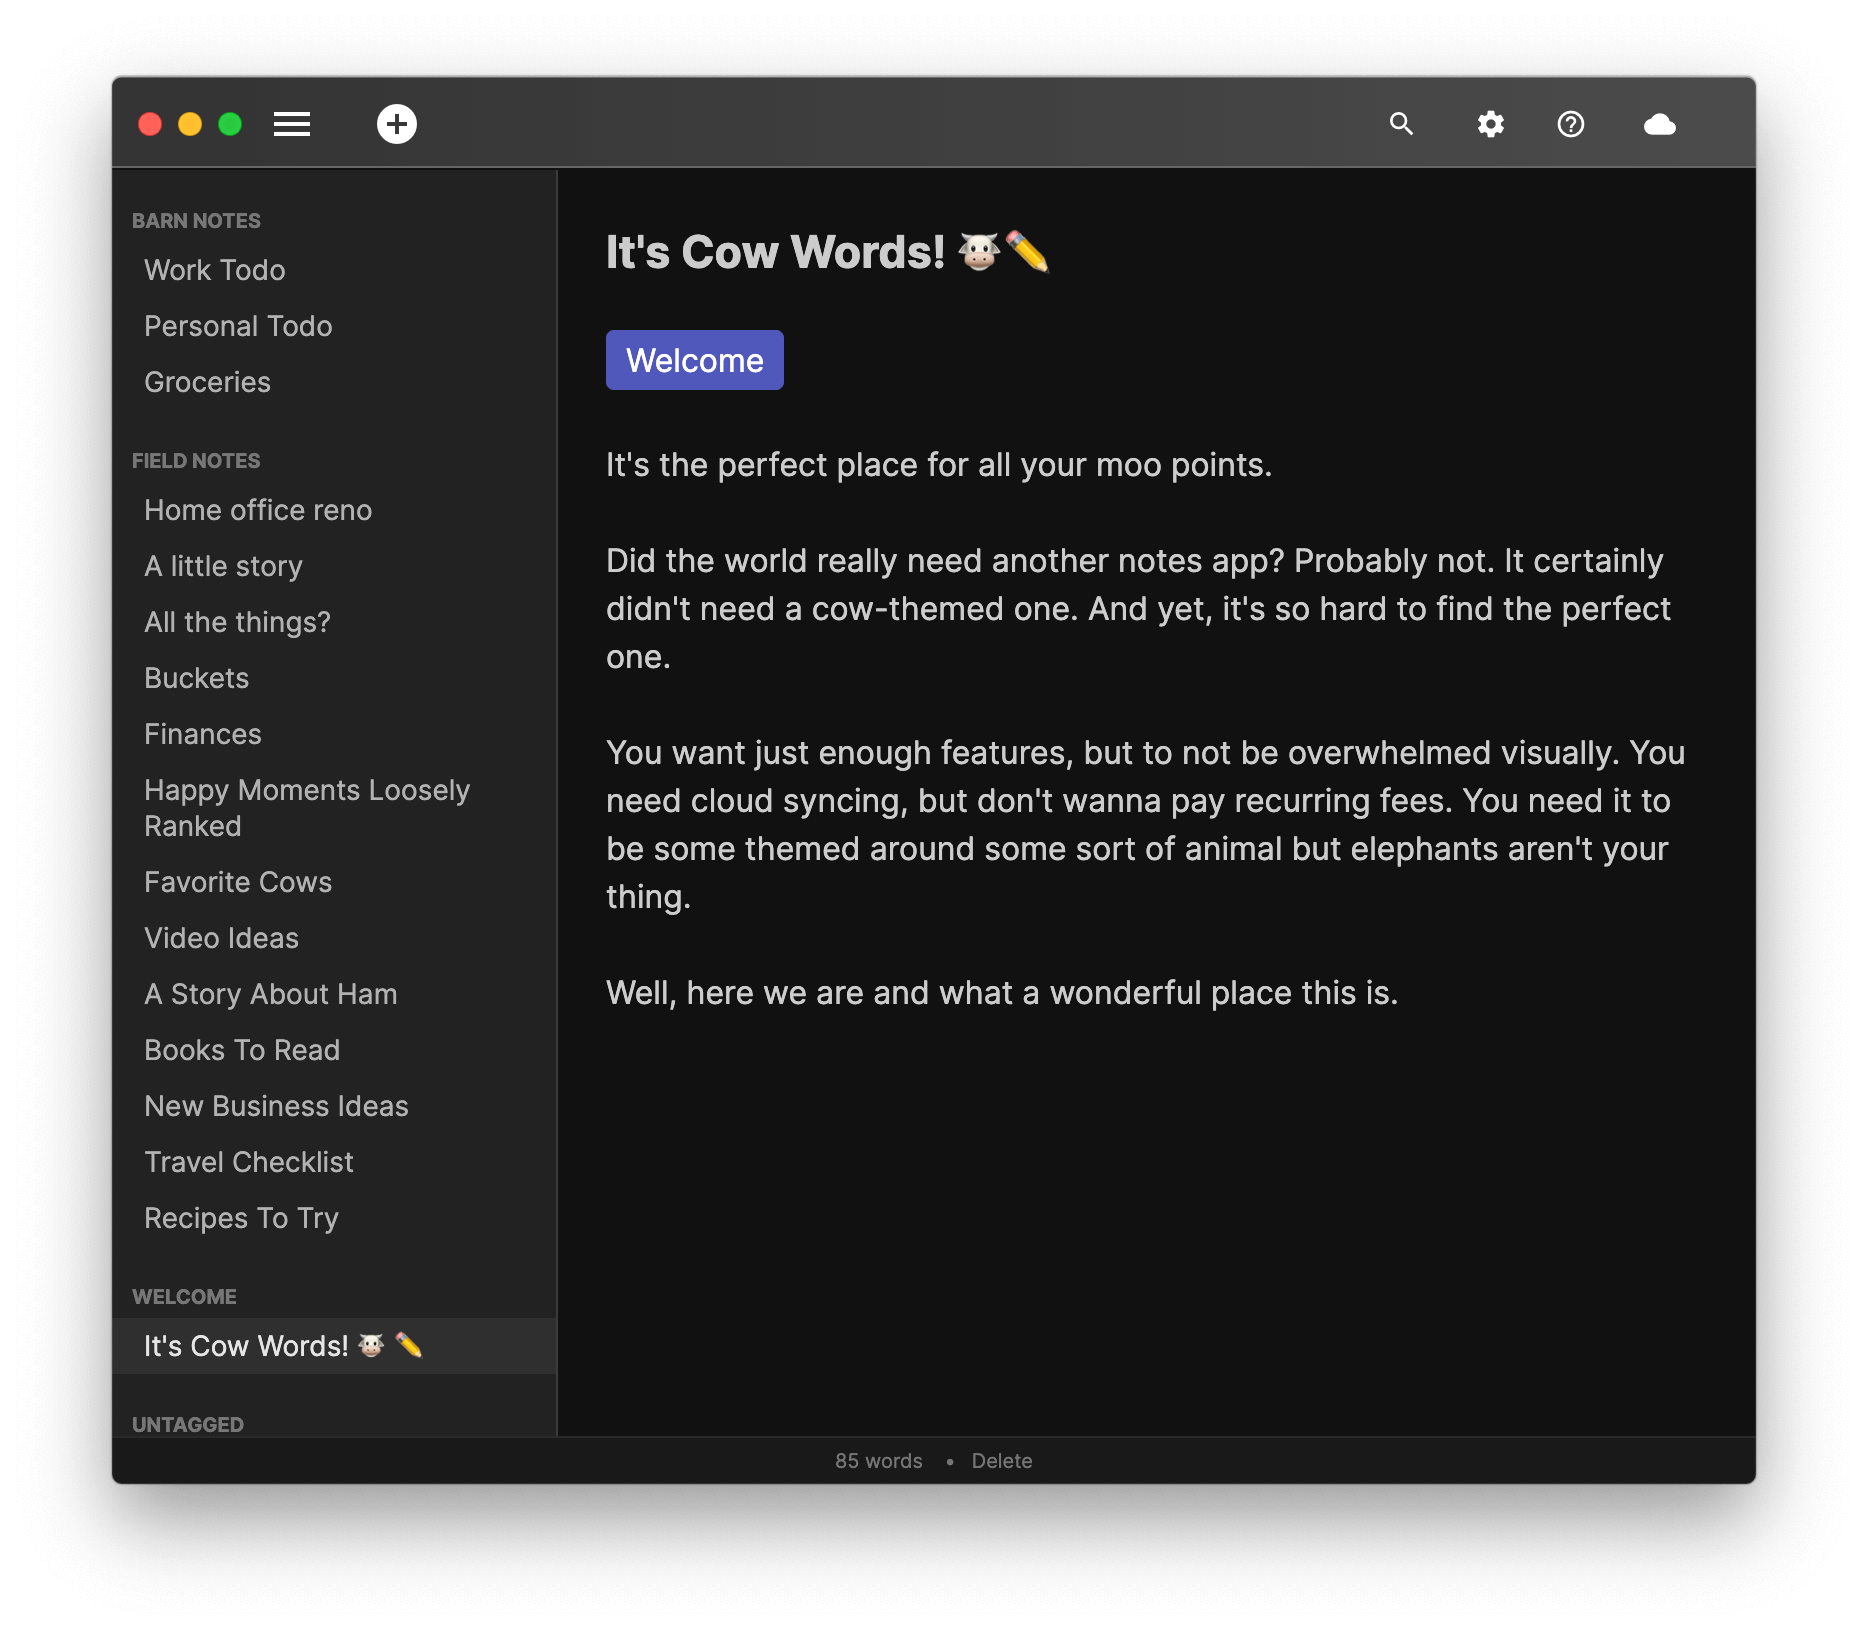 BARN NOTES
Work Todo
Personal Todo
Groceries
FIELD NOTES
Home office reno
A little story
All the things?
Buckets
Finances
Happy Moments Loosely
Ranked
Favorite Cows
Video Ideas
A Story About Ham
Books To Read
New Business Ideas
Travel Checklist
Recipes To Try
WELCOME
It's Cow Words! 🐮 ✏️
UNTAGGED
It's Cow Words! 🐮✏️
Welcome
It's the perfect place for all your moo points.
Did the world really need another notes app? Probably not. It certainly
didn't need a cow-themed one. And yet, it's so hard to find the perfect
one.
You want just enough features, but to not be overwhelmed visually. You
need cloud syncing, but don't wanna pay recurring fees. You need it to
be some themed around some sort of animal but elephants aren't your
thing.
Well, here we are and what a wonderful place this is.
85 words • Delete